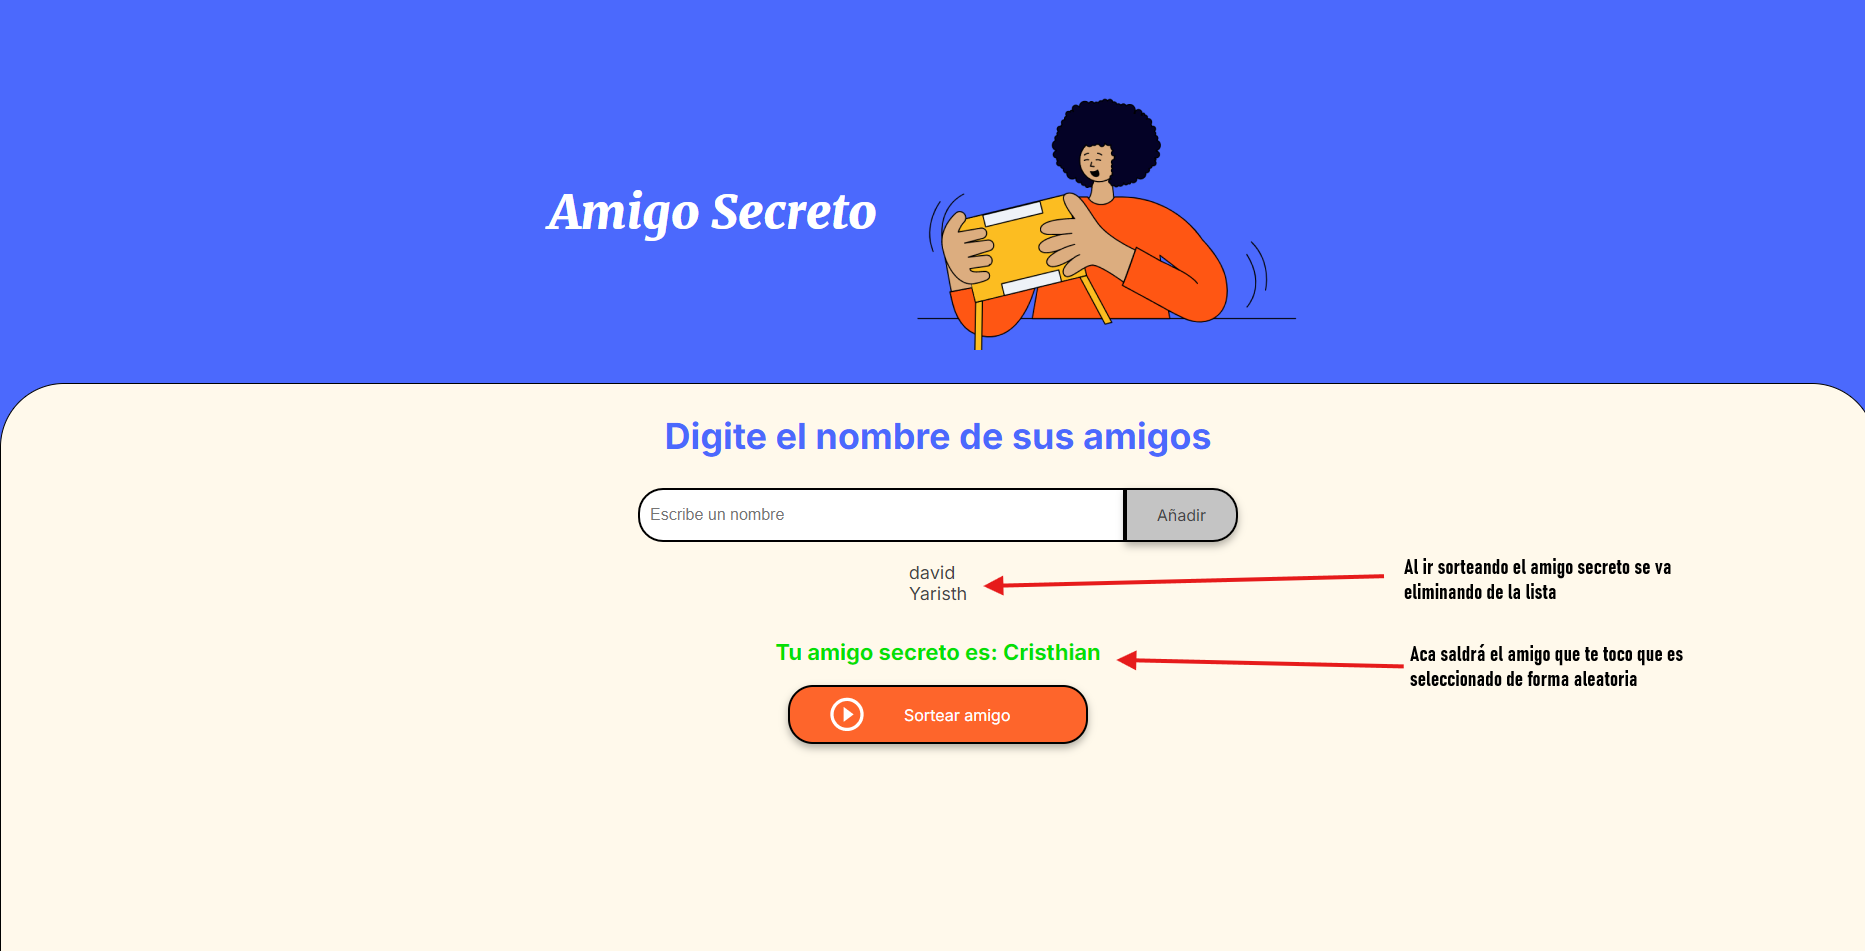 Amigo Secreto
Digite el nombre de sus amigos
Escribe un nombre
Añadir
david
Yaristh
Al ir sorteando el amigo secreto se va
eliminando de la lista
Tu amigo secreto es: Cristhian
Aca saldrá el amigo que te toco que es
seleccionado de forma aleatoria
Sortear amigo